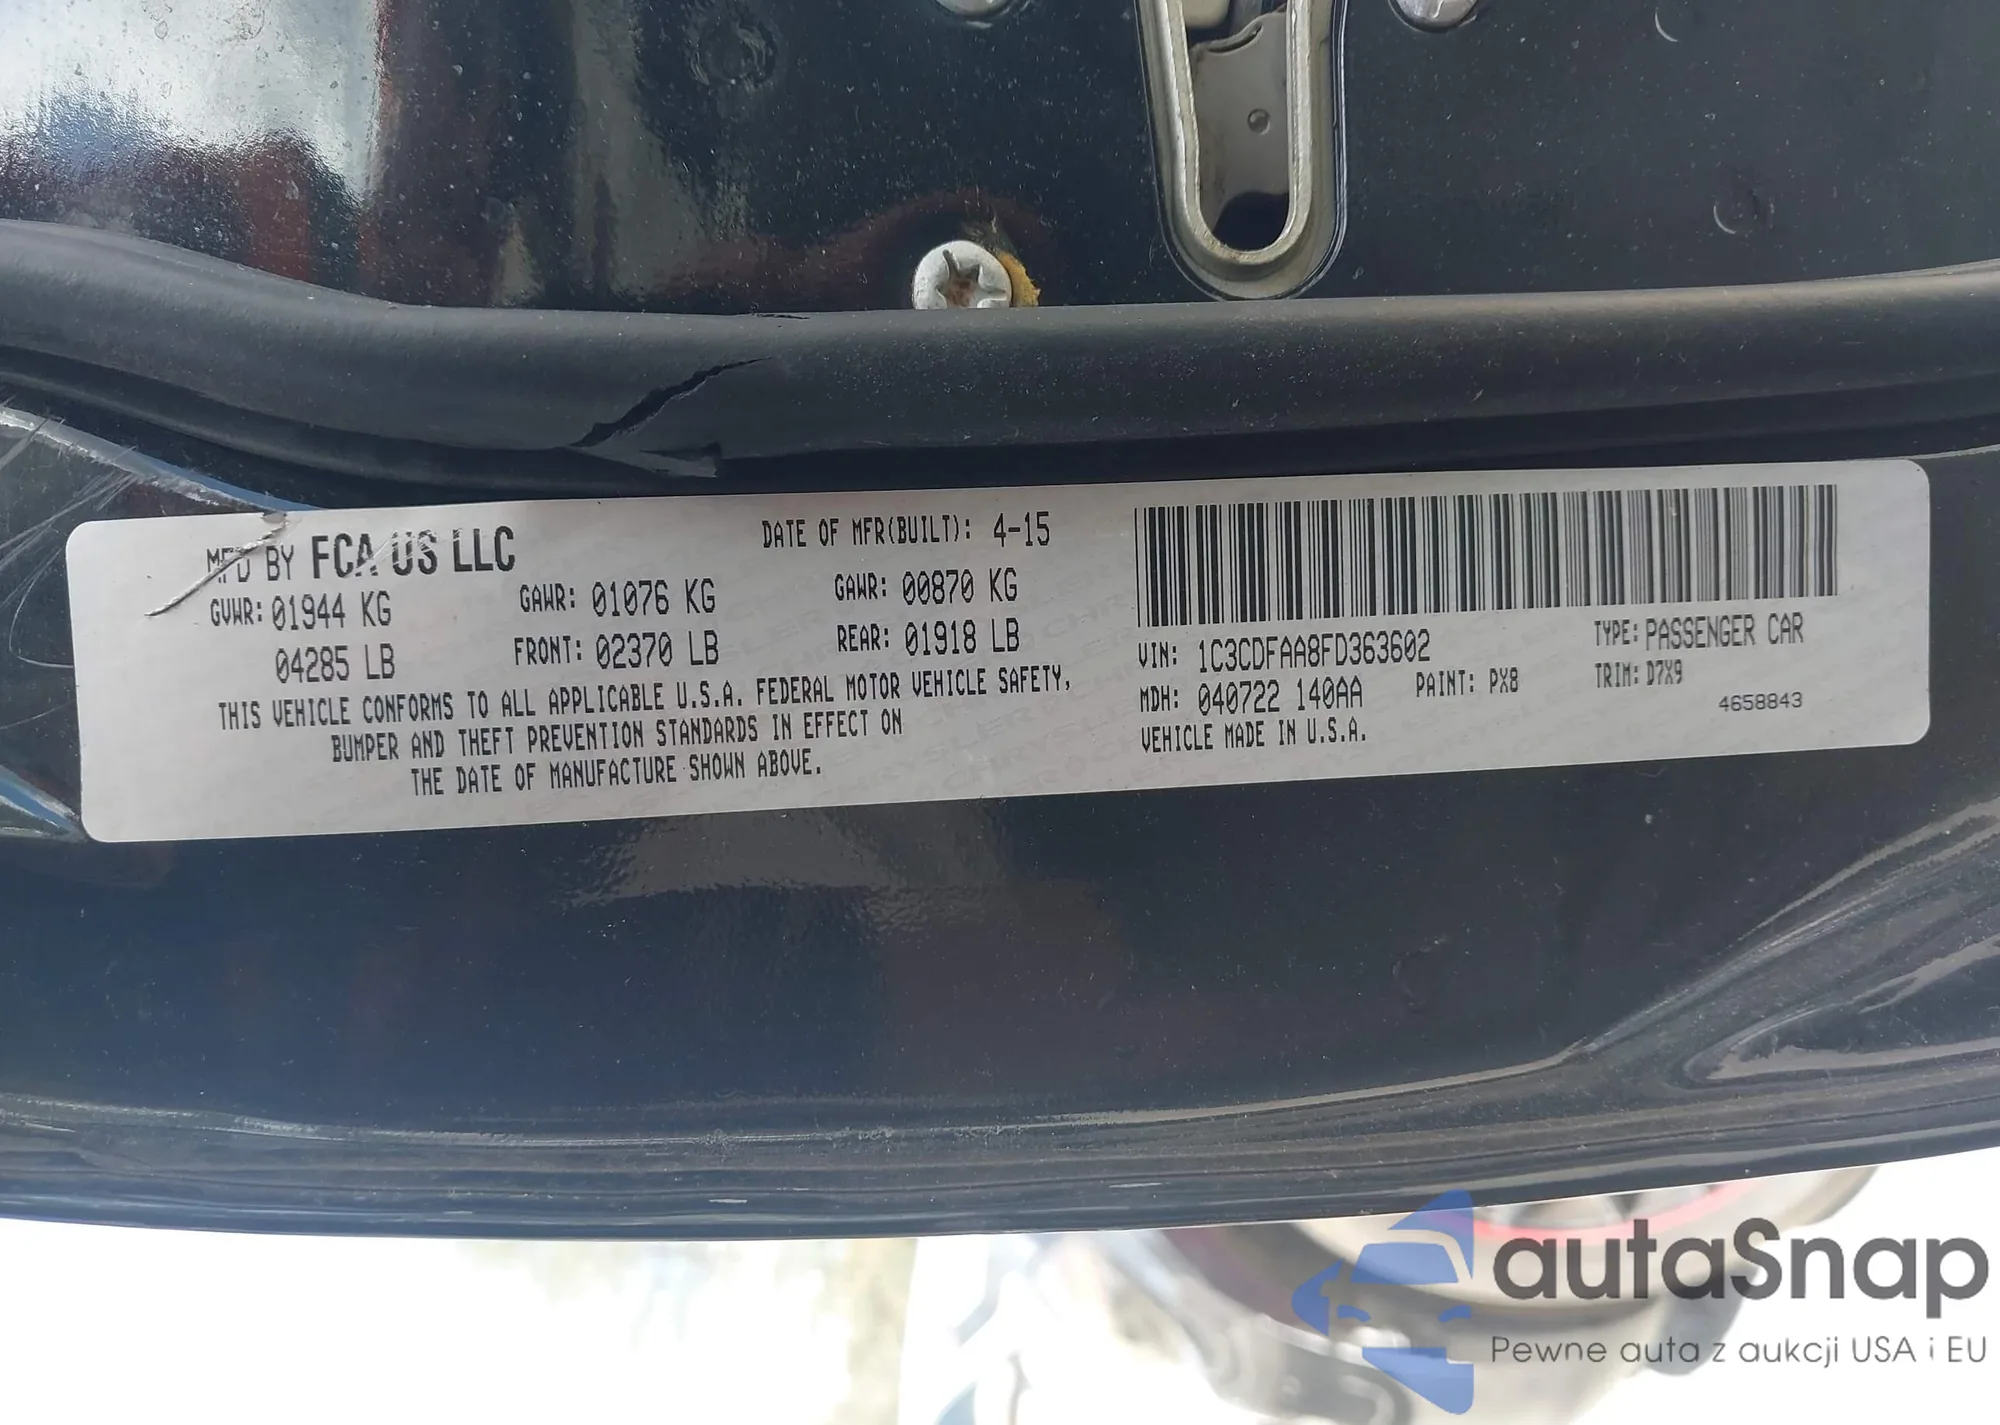 MFD BY FCA US LLC DATE OF MFR(BUILT): 4-15
GVWR: 01944 KG GAWR: 01076 KG GAWR: 00870 KG
04285 LB FRONT: 02370 LB REAR: 01918 LB
THIS VEHICLE CONFORMS TO ALL APPLICABLE U.S.A. FEDERAL MOTOR VEHICLE SAFETY,
BUMPER AND THEFT PREVENTION STANDARDS IN EFFECT ON
THE DATE OF MANUFACTURE SHOWN ABOVE.
VIN: 1C3CDFAA8FD363602 TYPE: PASSENGER CAR
MDH: 040722 140AA PAINT: PX8 TRIM: D7X9
VEHICLE MADE IN U.S.A. 4658843
autaSnap
Pewne auta z aukcji USA i EU